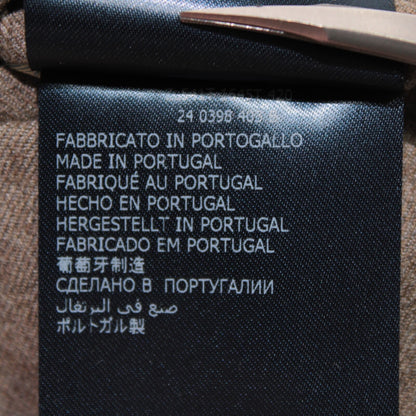 24 0398 402
FABBRICATO IN PORTOGALLO
MADE IN PORTUGAL
FABRIQUÉ AU PORTUGAL
HECHO EN PORTUGAL
HERGESTELLT IN PORTUGAL
FABRICADO EM PORTUGAL
葡萄牙制造
СДЕЛАНО В ПОРТУГАЛИИ
صنع في البرتغال
ポルトガル製